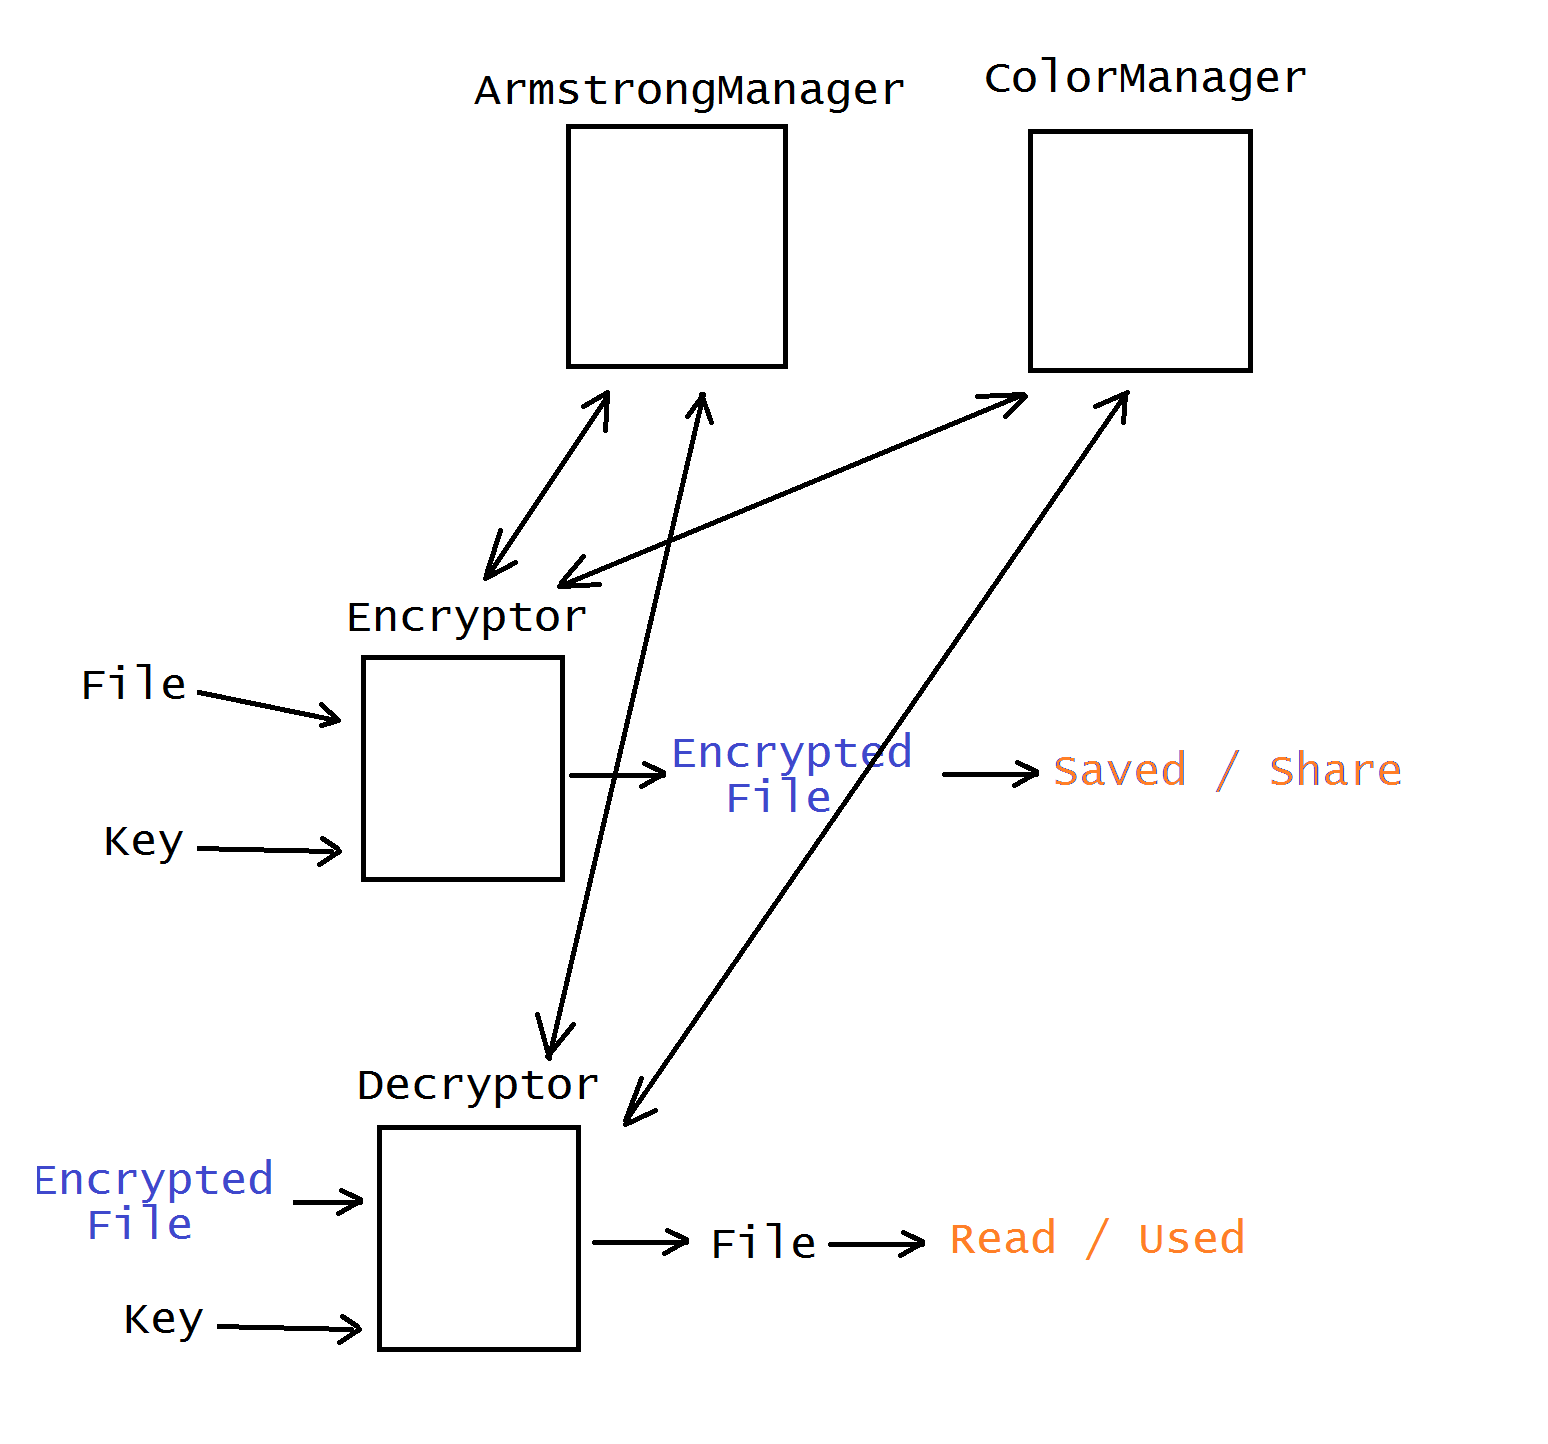 ArmstrongManager
ColorManager
Encryptor
File
Key
Encrypted
File
Saved / Share
Decryptor
Encrypted
File
Key
File
Read / Used